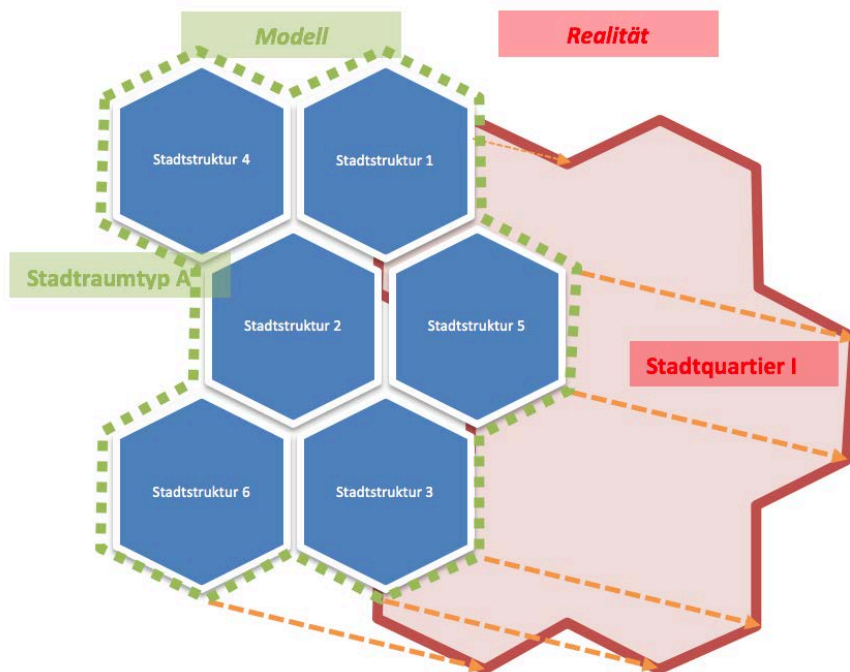 Modell
Realität
Stadtstruktur 4
Stadtstruktur 1
Stadtraumtyp A
Stadtstruktur 2
Stadtstruktur 5
Stadtquartier I
Stadtstruktur 6
Stadtstruktur 3